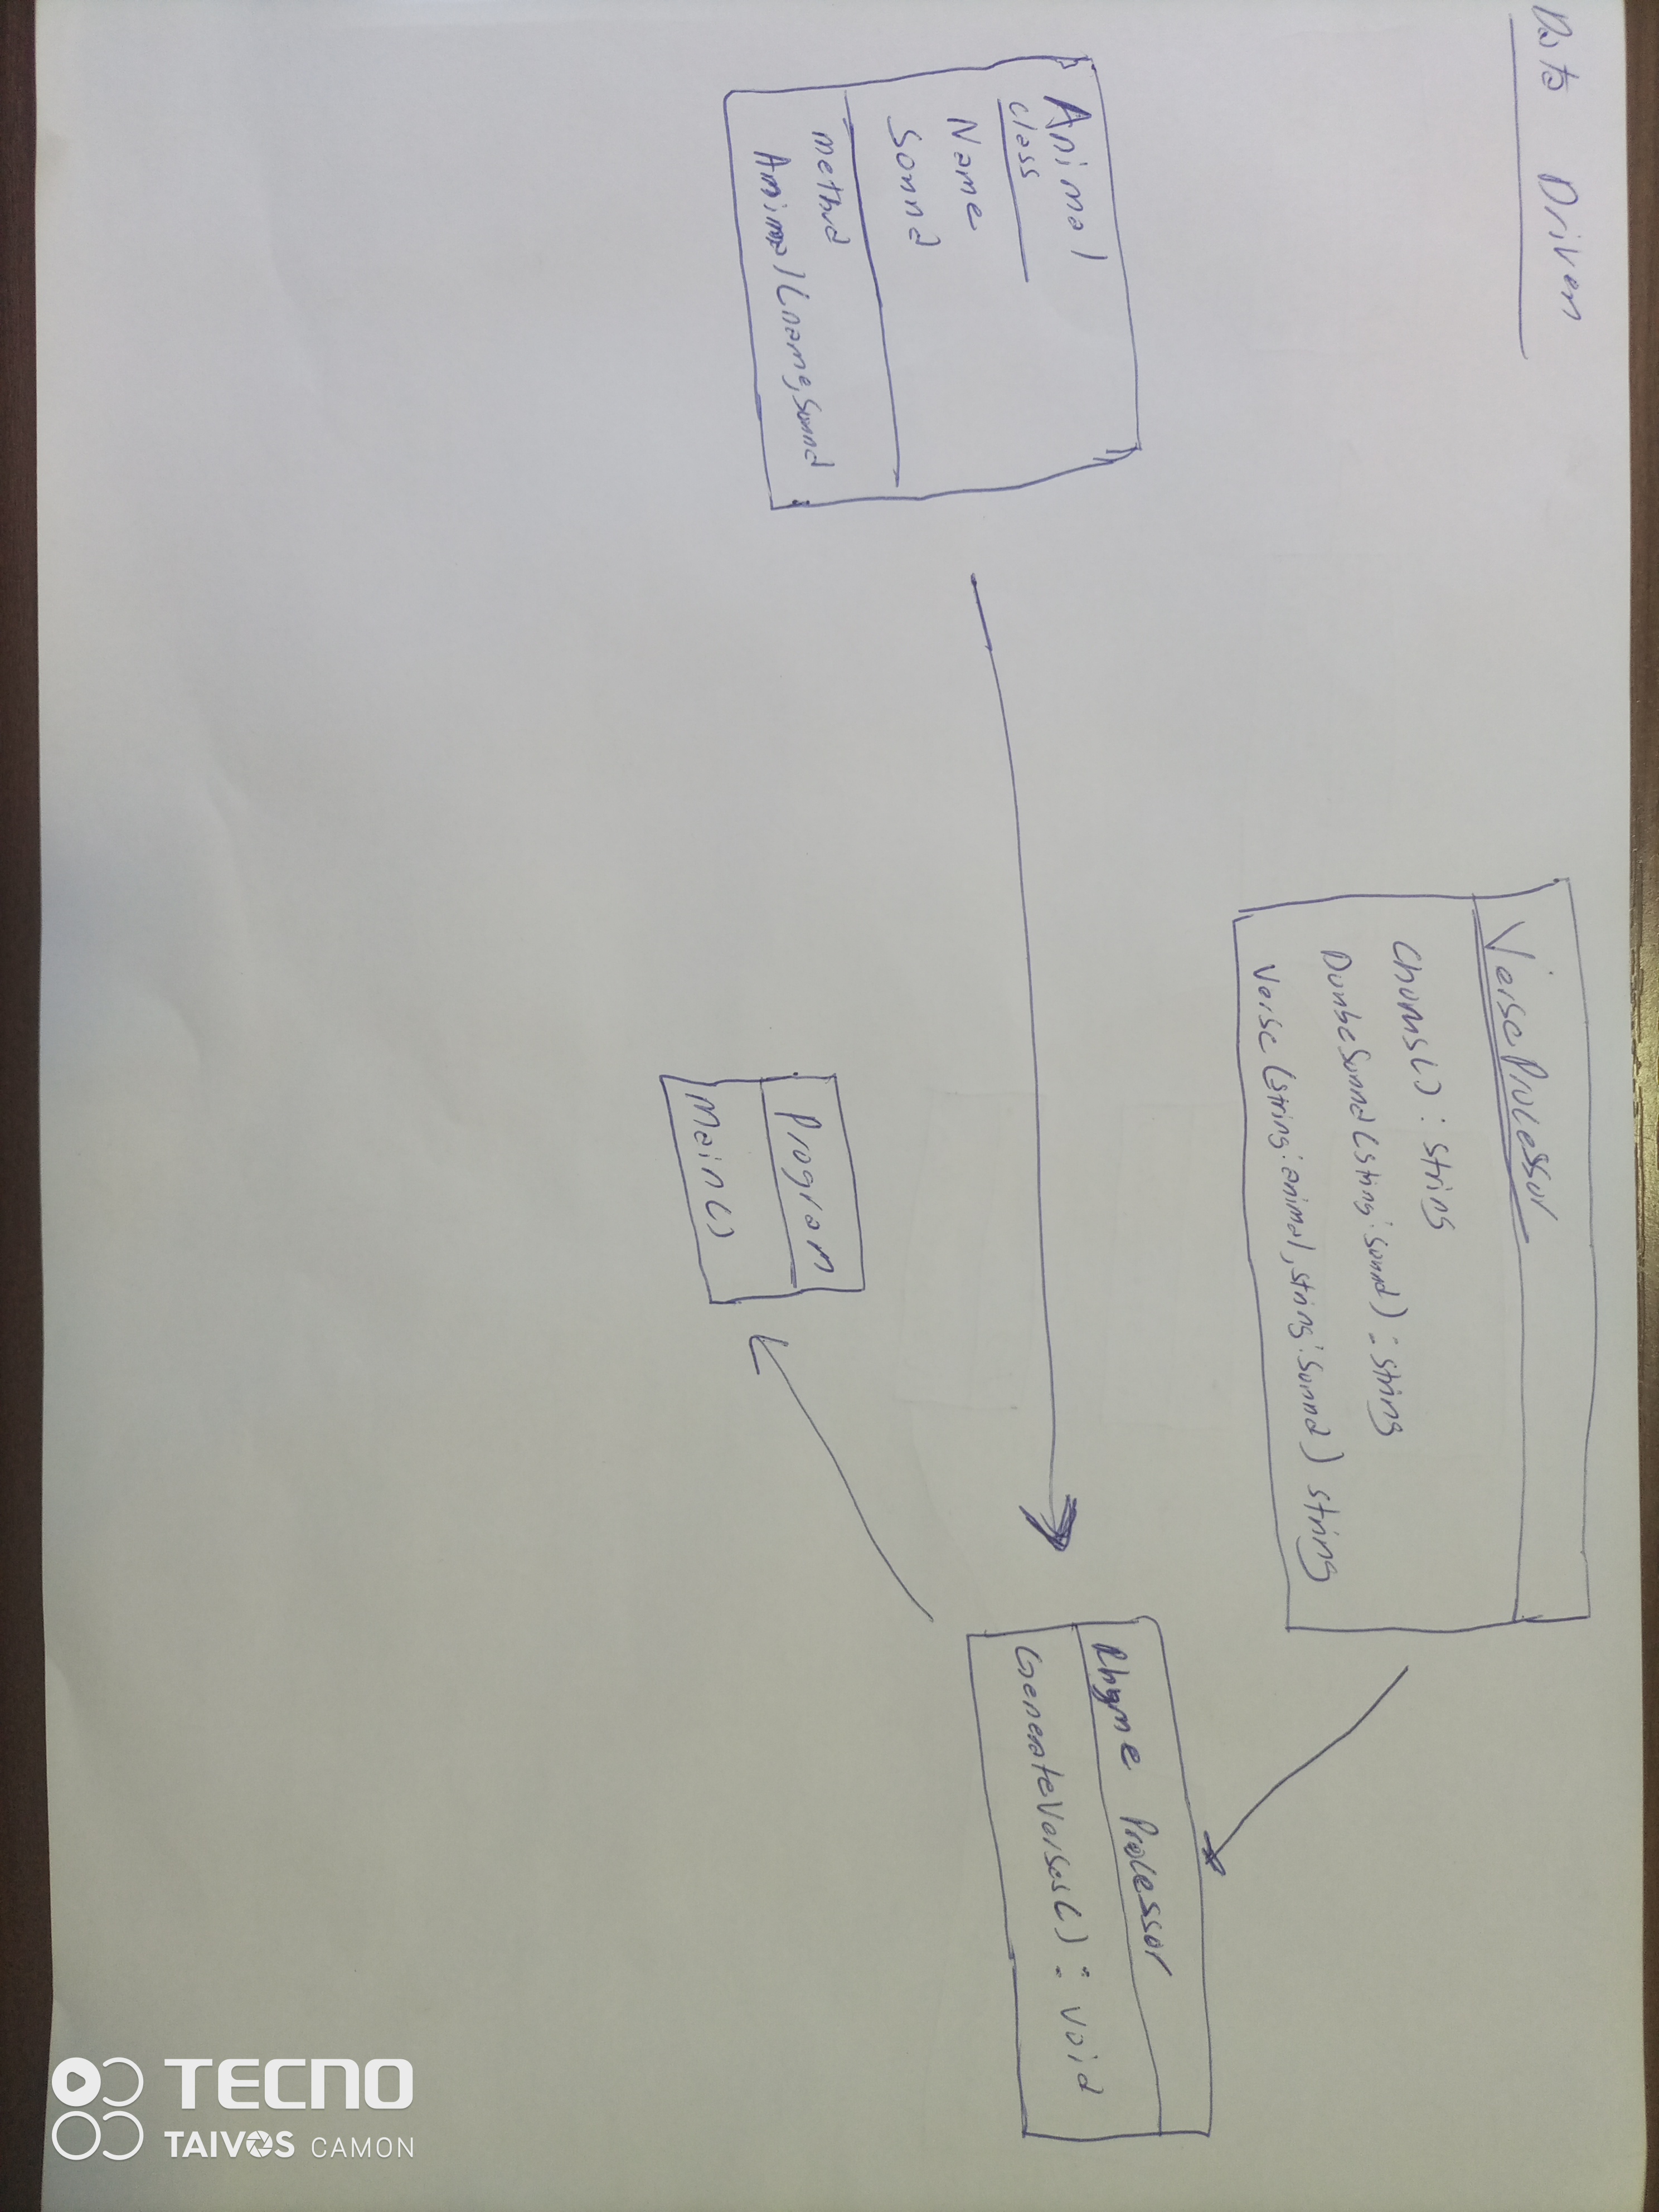 Data Driven
VerseProcessor
Chorus() : string
DoubleSound(string: sound) : string
Verse (string: animal, string: sound) string
Animal
class
Name
Sound
method
Animal(name, sound
Rhyme Processor
GenerateVerses() : void
Program
Main()
TECNO
TAIVOS CAMON